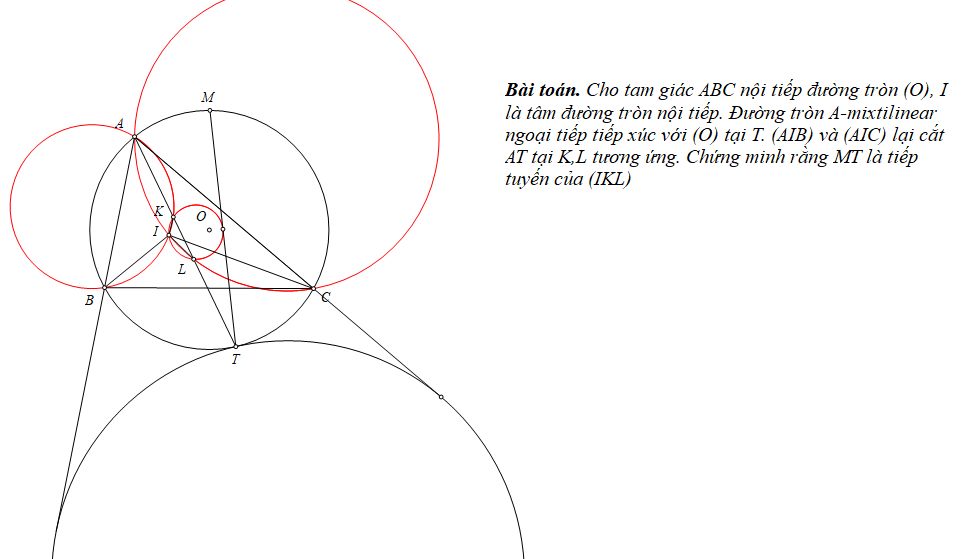 Bài toán. Cho tam giác ABC nội tiếp đường tròn (O), I
là tâm đường tròn nội tiếp. Đường tròn A-mixtilinear
ngoại tiếp tiếp xúc với (O) tại T. (AIB) và (AIC) lại cắt
AT tại K,L tương ứng. Chứng minh rằng MT là tiếp
tuyến của (IKL)
M
A
K
O
I
L
B
C
T